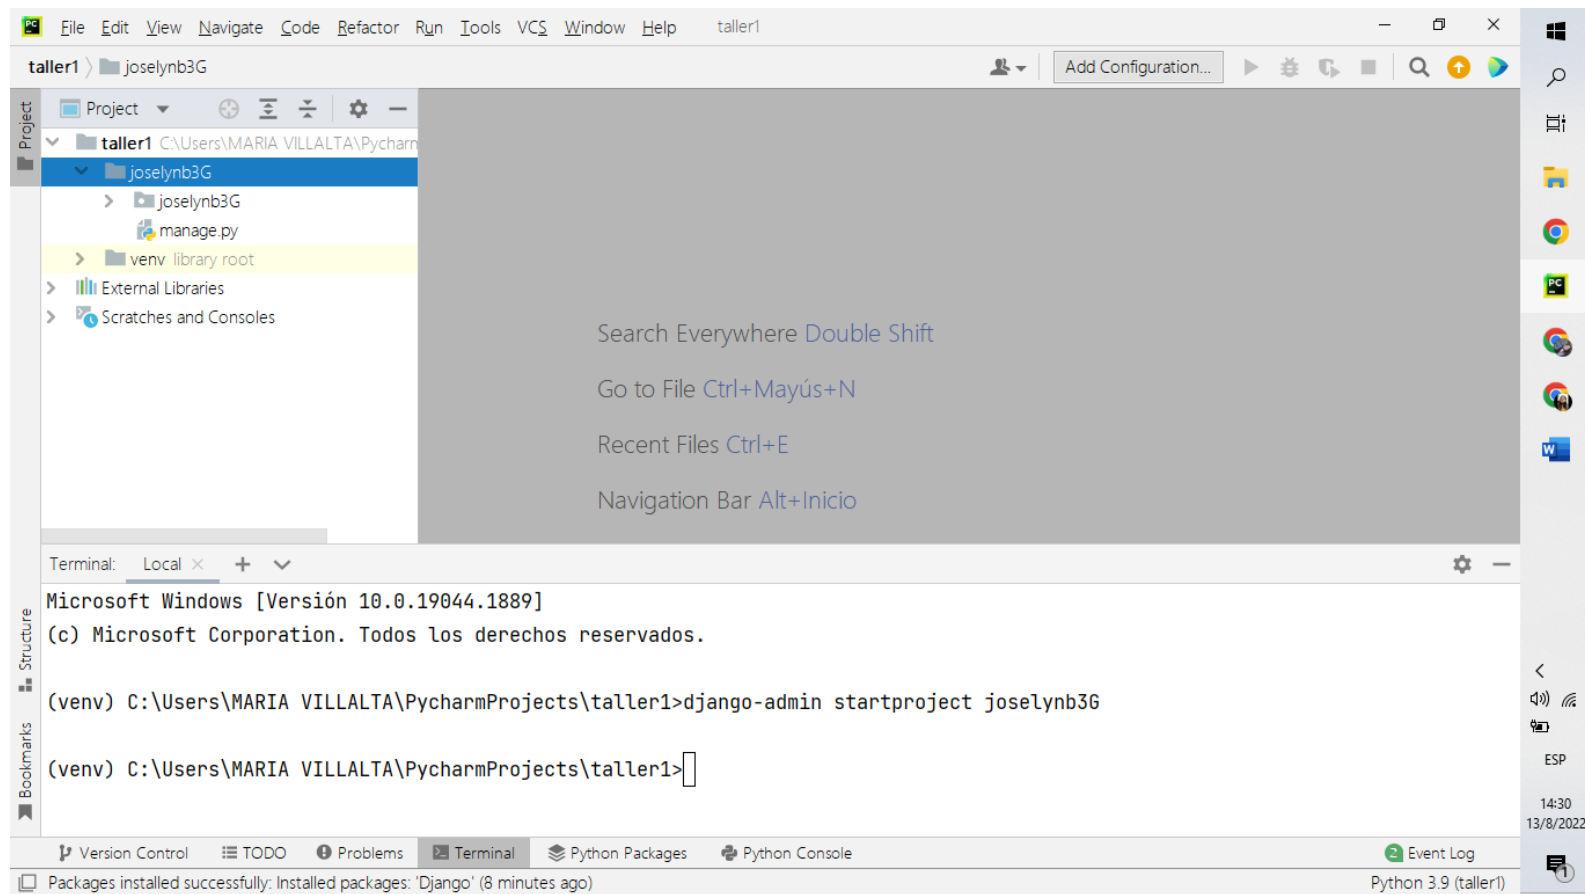 File Edit View Navigate Code Refactor Run Tools VCS Window Help taller1
taller1 joselynb3G
Add Configuration...
Project
Project
taller1 C:\Users\MARIA VILLALTA\Pycharm
joselynb3G
joselynb3G
manage.py
venv library root
External Libraries
Scratches and Consoles
Search Everywhere Double Shift
Go to File Ctrl+Mayús+N
Recent Files Ctrl+E
Navigation Bar Alt+Inicio
Terminal: Local
Microsoft Windows [Versión 10.0.19044.1889]
(c) Microsoft Corporation. Todos los derechos reservados.
(venv) C:\Users\MARIA VILLALTA\PycharmProjects\taller1>django-admin startproject joselynb3G
(venv) C:\Users\MARIA VILLALTA\PycharmProjects\taller1>
Structure
Bookmarks
Version Control TODO Problems Terminal Python Packages Python Console
2 Event Log
Packages installed successfully: Installed packages: 'Django' (8 minutes ago)
Python 3.9 (taller1)
PC
PC
W
ESP
14:30
13/8/2022
1